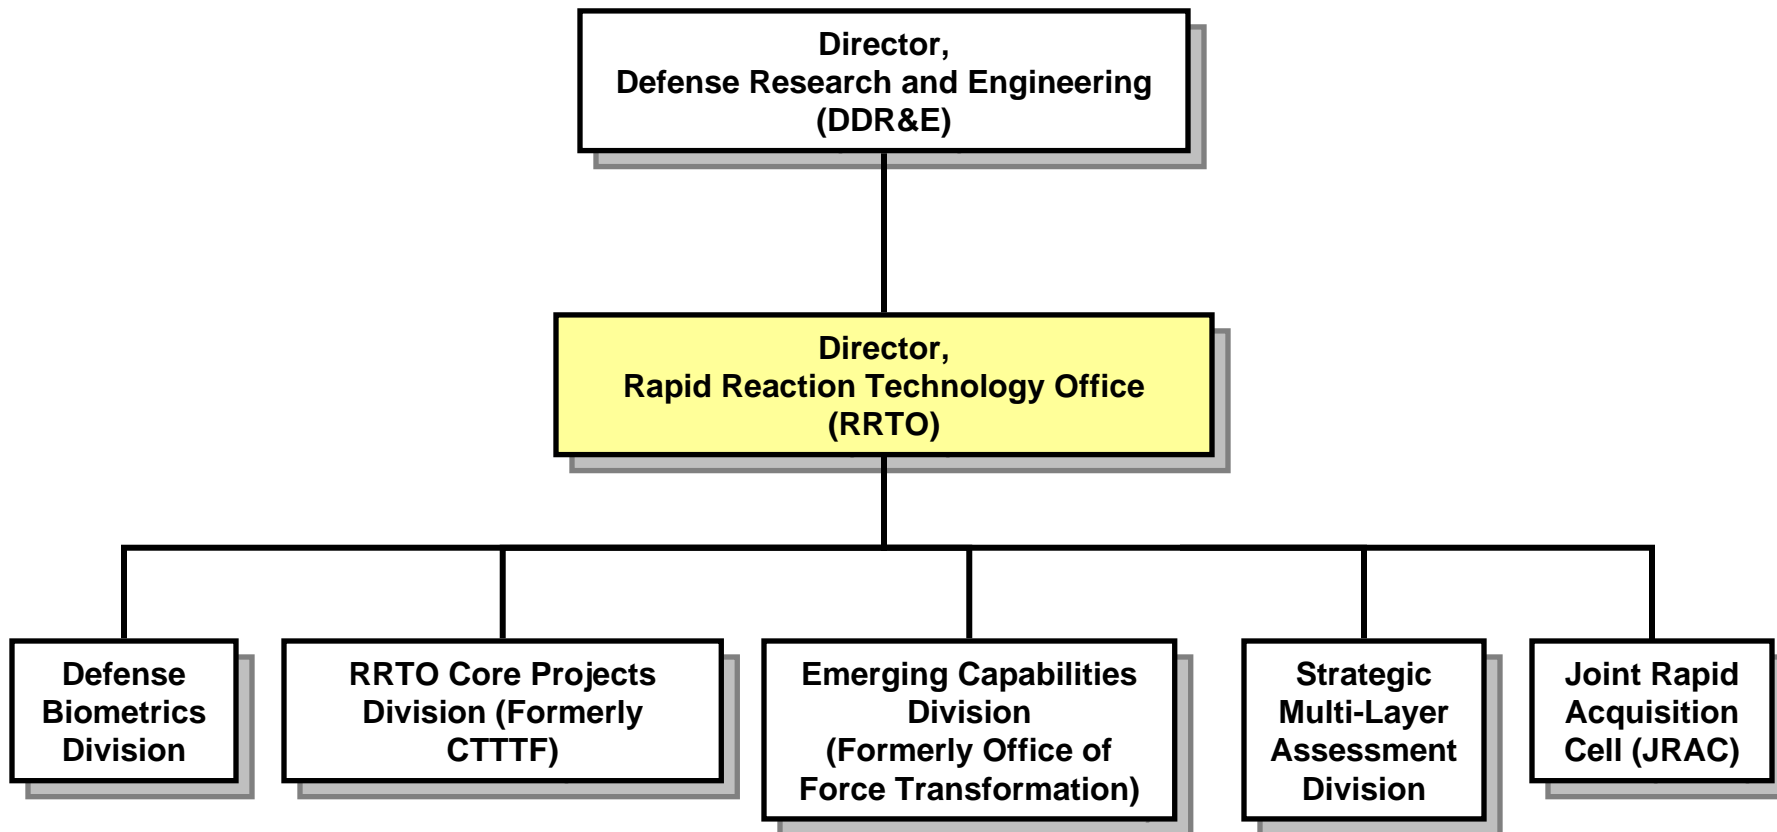 Director,
Defense Research and Engineering
(DDR&E)
Director,
Rapid Reaction Technology Office
(RRTO)
Defense
Biometrics
Division
RRTO Core Projects
Division (Formerly
CTTTF)
Emerging Capabilities
Division
(Formerly Office of
Force Transformation)
Strategic
Multi-Layer
Assessment
Division
Joint Rapid
Acquisition
Cell (JRAC)